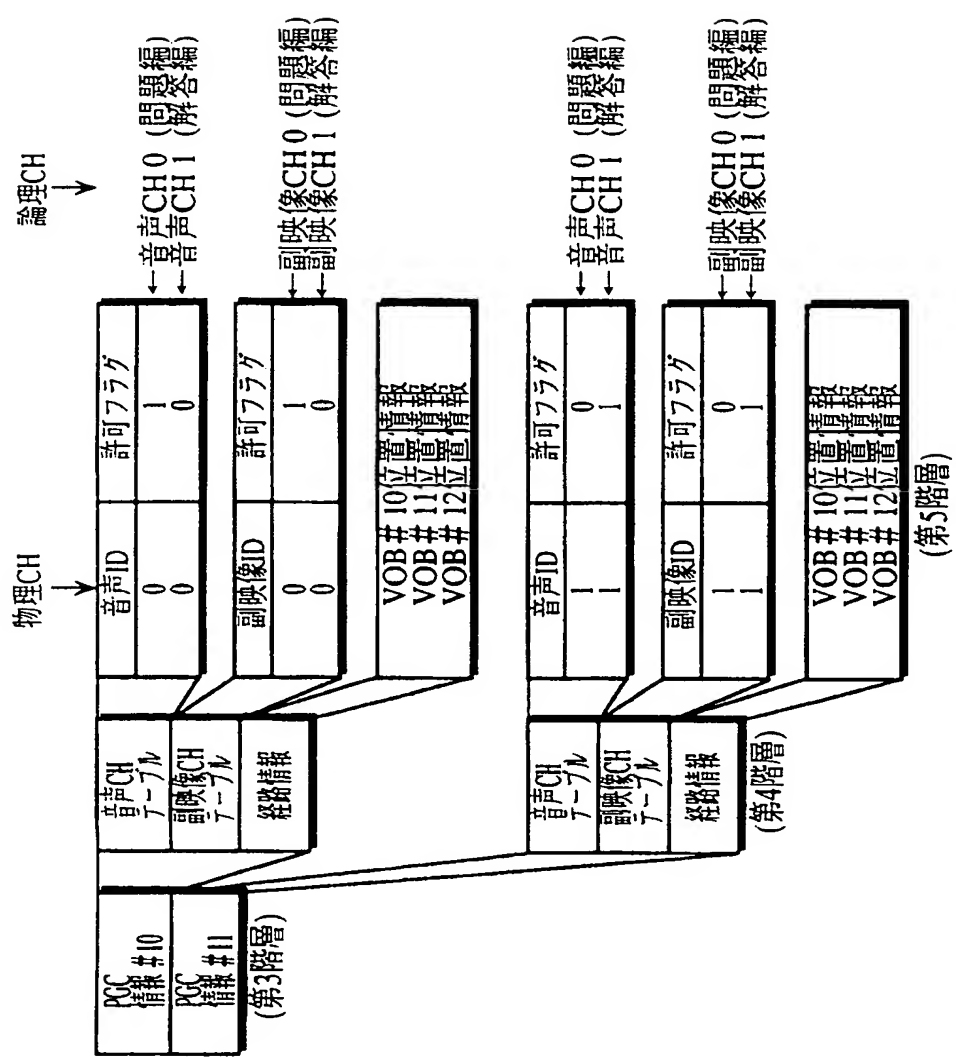 物理CH
論理CH
PGC
情報 #10
PGC
情報 #11
(第3階層)
音声CH
テーブル
副映像CH
テーブル
経路情報
音声ID
許可フラグ
0
1
0
0
←音声CH 0 (問題編)
←音声CH 1 (解答編)
副映像ID
許可フラグ
0
1
0
0
←副映像CH 0 (問題編)
←副映像CH 1 (解答編)
VOB# 10位置情報
VOB# 11位置情報
VOB# 12位置情報
音声CH
テーブル
副映像CH
テーブル
経路情報
(第4階層)
音声ID
許可フラグ
1
0
1
1
←音声CH 0 (問題編)
←音声CH 1 (解答編)
副映像ID
許可フラグ
1
0
1
1
←副映像CH 0 (問題編)
←副映像CH 1 (解答編)
VOB# 10位置情報
VOB# 11位置情報
VOB# 12位置情報
(第5階層)